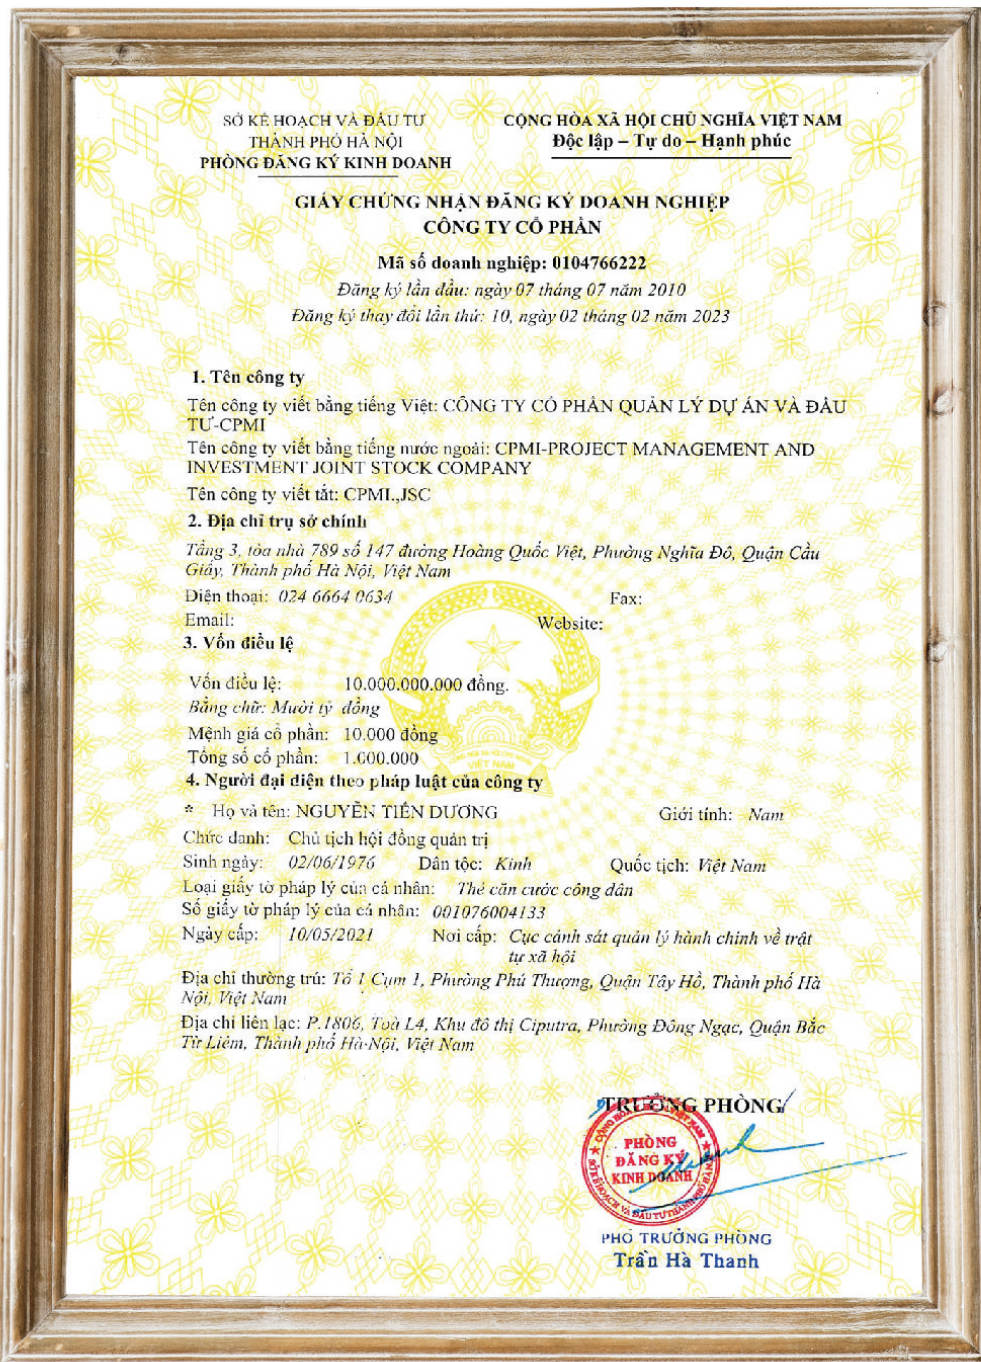 SỞ KẾ HOẠCH VÀ ĐẦU TƯ
THÀNH PHỐ HÀ NỘI
PHÒNG ĐĂNG KÝ KINH DOANH
CỘNG HÒA XÃ HỘI CHỦ NGHĨA VIỆT NAM
Độc lập – Tự do – Hạnh phúc
GIẤY CHỨNG NHẬN ĐĂNG KÝ DOANH NGHIỆP
CÔNG TY CỔ PHẦN
Mã số doanh nghiệp: 0104766222
Đăng ký lần đầu: ngày 07 tháng 07 năm 2010
Đăng ký thay đổi lần thứ: 10, ngày 02 tháng 02 năm 2023
1. Tên công ty
Tên công ty viết bằng tiếng Việt: CÔNG TY CỔ PHẦN QUẢN LÝ DỰ ÁN VÀ ĐẦU
TƯ-CPMI
Tên công ty viết bằng tiếng nước ngoài: CPMI-PROJECT MANAGEMENT AND
INVESTMENT JOINT STOCK COMPANY
Tên công ty viết tắt: CPMI.,JSC
2. Địa chỉ trụ sở chính
Tầng 3, tòa nhà 789 số 147 đường Hoàng Quốc Việt, Phường Nghĩa Đô, Quận Cầu
Giấy, Thành phố Hà Nội, Việt Nam
Điện thoại: 024 6664 0634 Fax:
Email: Website:
3. Vốn điều lệ
Vốn điều lệ: 10.000.000.000 đồng.
Bằng chữ: Mười tỷ đồng
Mệnh giá cổ phần: 10.000 đồng
Tổng số cổ phần: 1.000.000
VIỆT NAM
4. Người đại diện theo pháp luật của công ty
* Họ và tên: NGUYỄN TIẾN DƯƠNG Giới tính: Nam
Chức danh: Chủ tịch hội đồng quản trị
Sinh ngày: 02/06/1976 Dân tộc: Kinh Quốc tịch: Việt Nam
Loại giấy tờ pháp lý của cá nhân: Thẻ căn cước công dân
Số giấy tờ pháp lý của cá nhân: 001076004133
Ngày cấp: 10/05/2021 Nơi cấp: Cục cảnh sát quản lý hành chính về trật
tự xã hội
Địa chỉ thường trú: Tổ 1 Cụm 1, Phường Phú Thượng, Quận Tây Hồ, Thành phố Hà
Nội, Việt Nam
Địa chỉ liên lạc: P.1806, Toà L4, Khu đô thị Ciputra, Phường Đông Ngạc, Quận Bắc
Từ Liêm, Thành phố Hà Nội, Việt Nam
TRƯỞNG PHÒNG
PHÒNG
ĐĂNG KÝ
KINH DOANH
PHÓ TRƯỞNG PHÒNG
Trần Hà Thanh